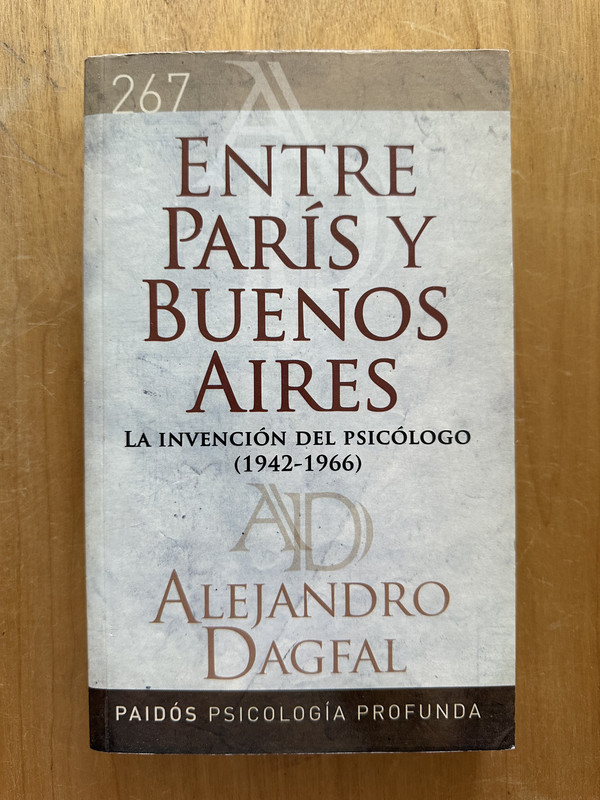 267
ENTRE
PARÍS Y
BUENOS
AIRES
LA INVENCIÓN DEL PSICÓLOGO
(1942-1966)
AD
ALEJANDRO
DAGFAL
PAIDÓS PSICOLOGÍA PROFUNDA